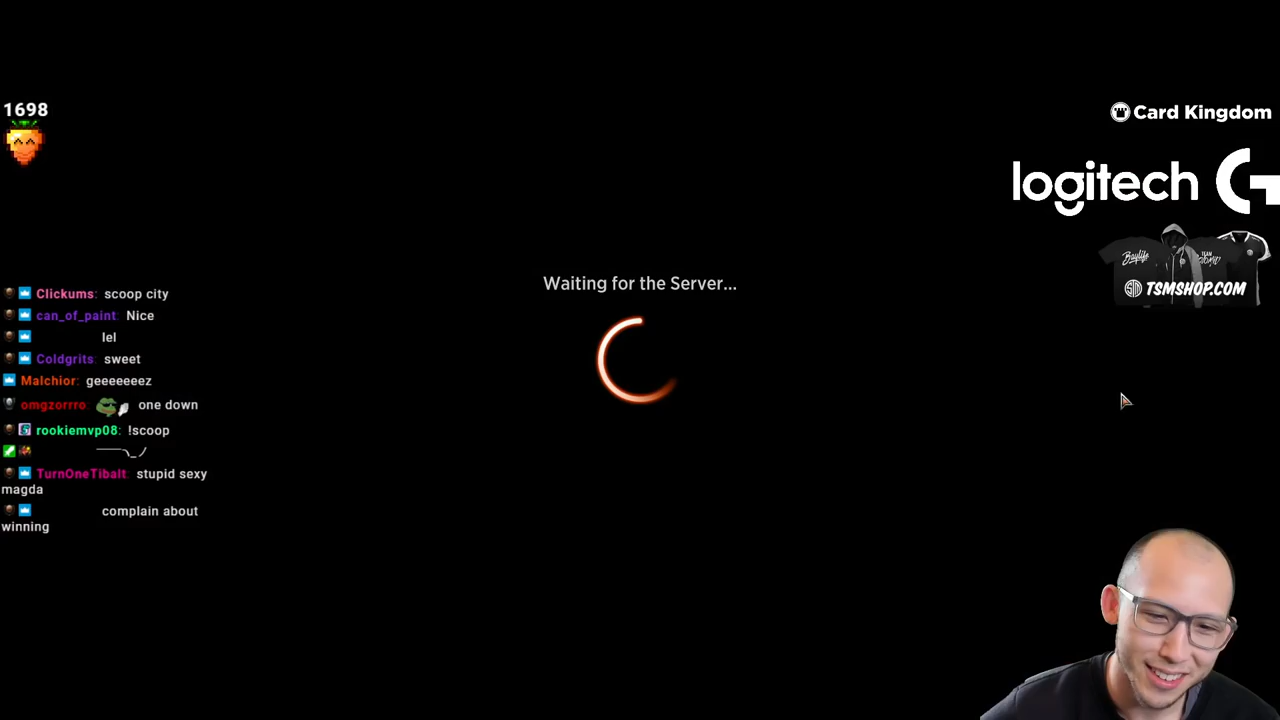 1698
Card Kingdom
logitech G
TSMSHOP.COM
Waiting for the Server...
Clickums: scoop city
can_of_paint: Nice
lel
Coldgrits: sweet
Malchior: geeeeeeez
omgzorrro: one down
rookiemvp08: !scoop
TurnOneTibalt: stupid sexy
magda
complain about
winning